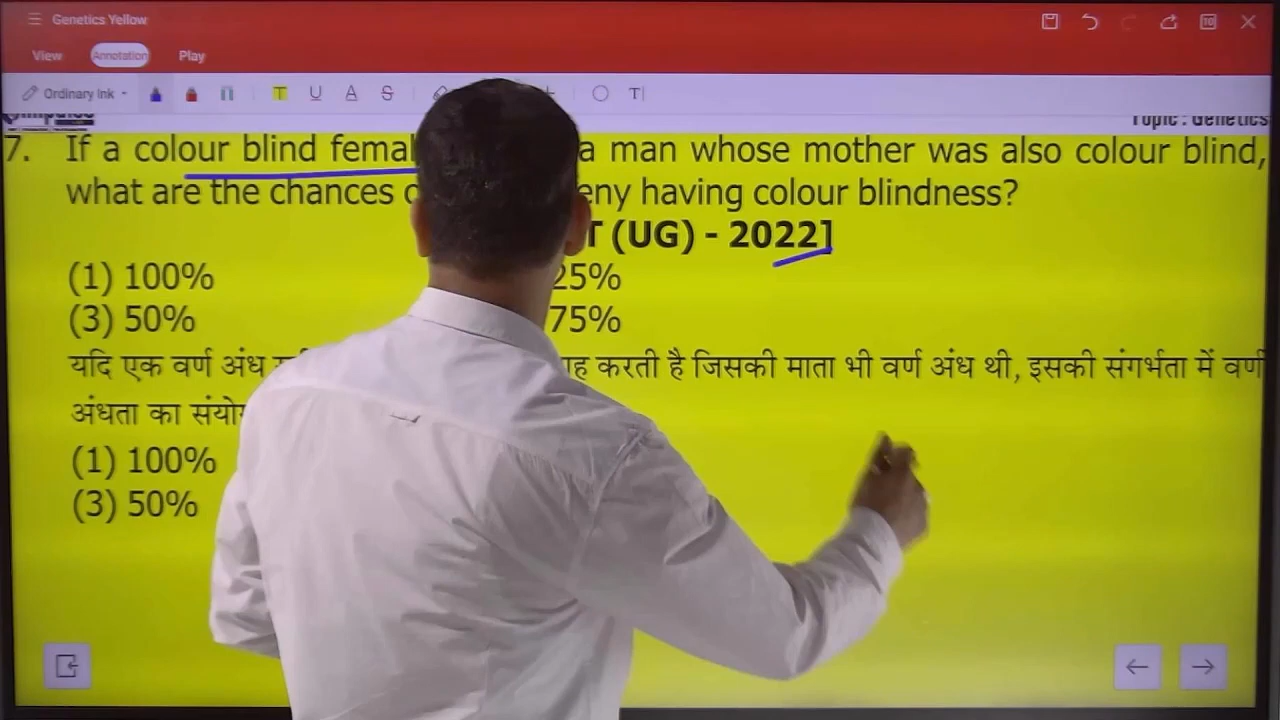 Genetics Yellow
View Annotation Play
Ordinary Ink
Topic : Genetics
7. If a colour blind a man whose mother was also colour blind,
what are the chances having colour blindness?
(UG) - 2022]
(1) 100% 25%
(3) 50% 75%
यदि एक वर्ण अंध करती है जिसकी माता भी वर्ण अंध थी, इसकी संगर्भता में वर्ण
अंधता का
(1) 100%
(3) 50%